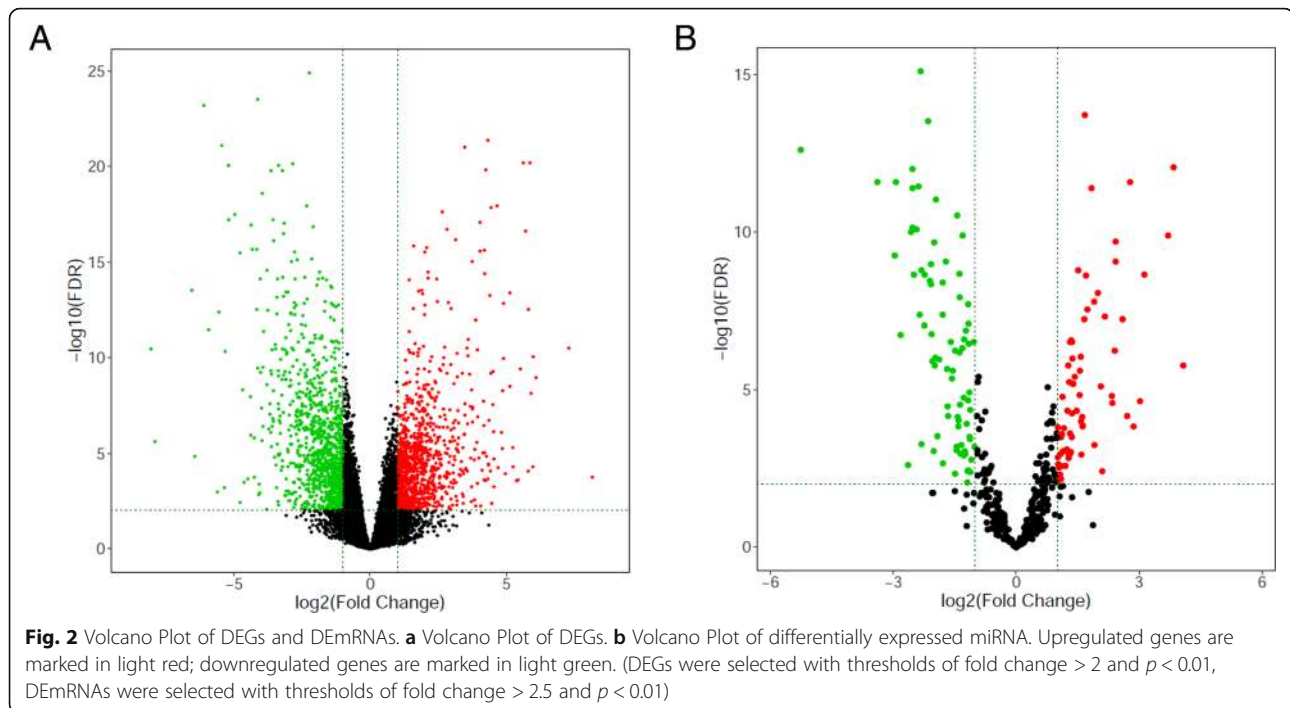 A
25
20
15
10
5
0
−log10(FDR)
−5
0
5
log2(Fold Change)
B
15
10
5
0
−log10(FDR)
−6
−3
0
3
6
log2(Fold Change)
Fig. 2 Volcano Plot of DEGs and DEmRNAs. a Volcano Plot of DEGs. b Volcano Plot of differentially expressed miRNA. Upregulated genes are
marked in light red; downregulated genes are marked in light green. (DEGs were selected with thresholds of fold change > 2 and p < 0.01,
DEmRNAs were selected with thresholds of fold change > 2.5 and p < 0.01)